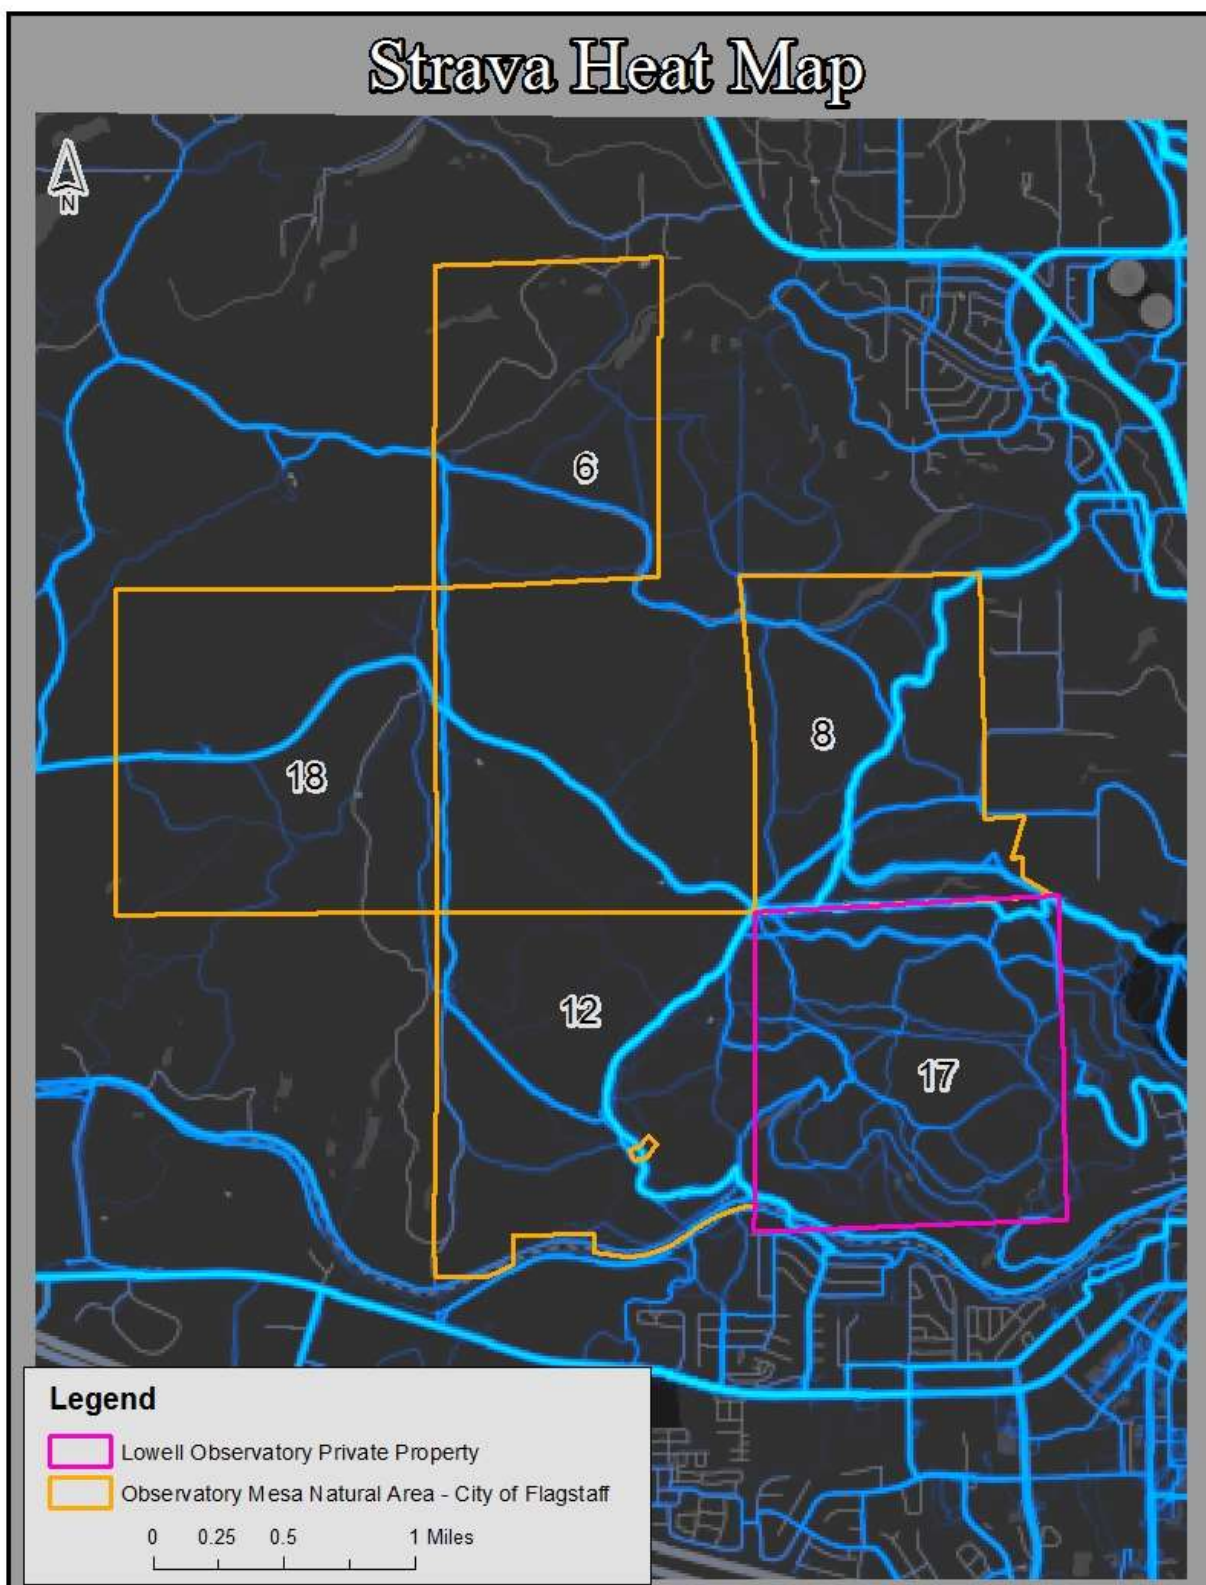 Strava Heat Map
N
6
8
18
12
17
Legend
Lowell Observatory Private Property
Observatory Mesa Natural Area - City of Flagstaff
0 0.25 0.5 1 Miles